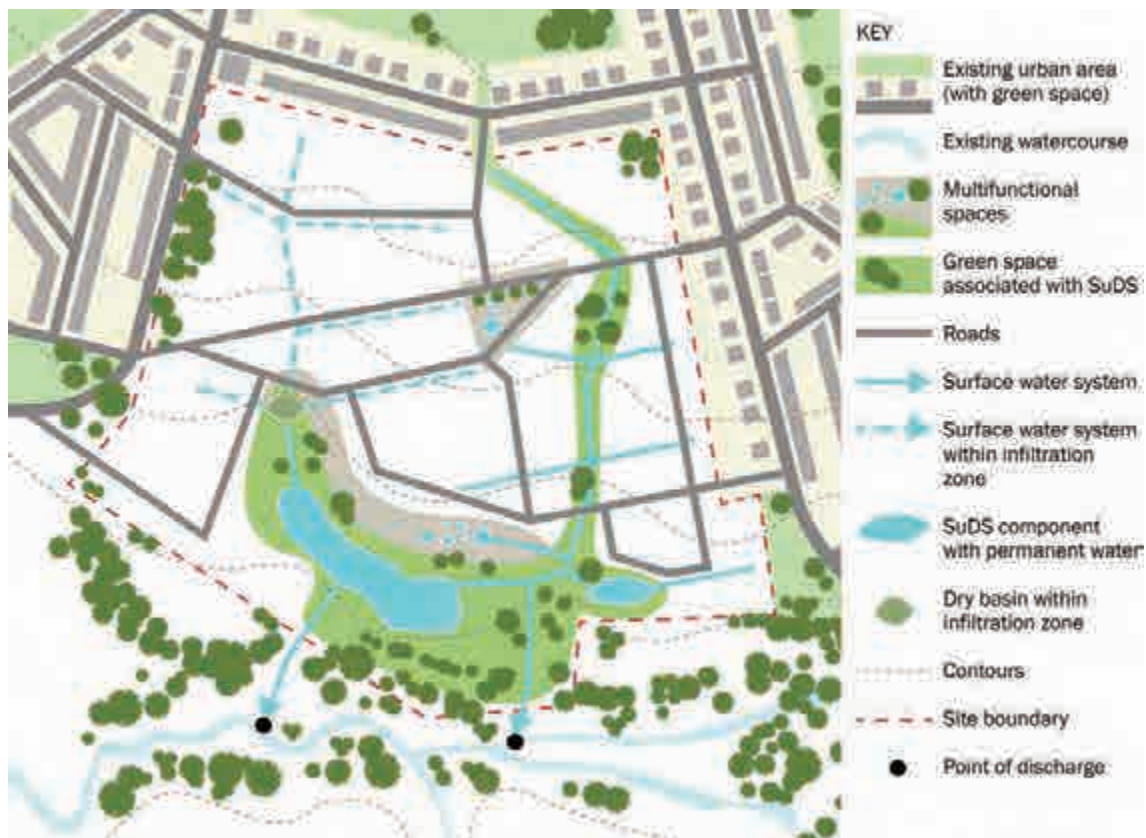 KEY
Existing urban area
(with green space)
Existing watercourse
Multifunctional
spaces
Green space
associated with SuDS
Roads
Surface water system
Surface water system
within infiltration
zone
SuDS component
with permanent water
Dry basin within
infiltration zone
Contours
Site boundary
Point of discharge